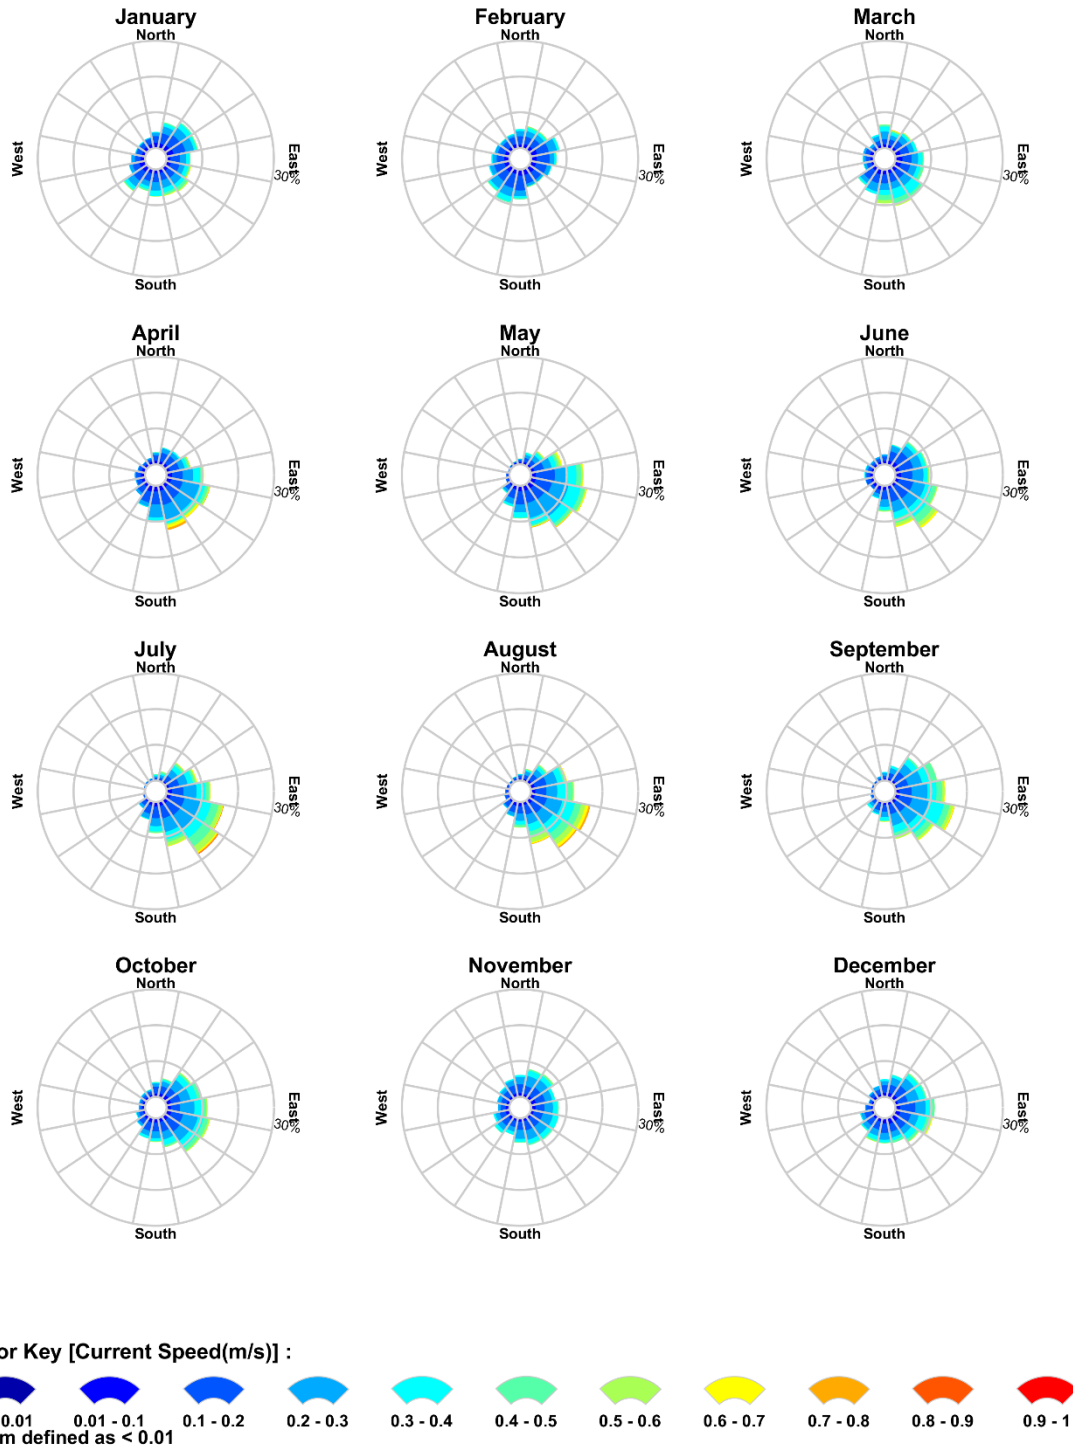 January
North
West
East
30%
South
February
North
West
East
30%
South
March
North
West
East
30%
South
April
North
West
East
30%
South
May
North
West
East
30%
South
June
North
West
East
30%
South
July
North
West
East
30%
South
August
North
West
East
30%
South
September
North
West
East
30%
South
October
North
West
East
30%
South
November
North
West
East
30%
South
December
North
West
East
30%
South
or Key [Current Speed(m/s)] :
0.01 0.01 - 0.1 0.1 - 0.2 0.2 - 0.3 0.3 - 0.4 0.4 - 0.5 0.5 - 0.6 0.6 - 0.7 0.7 - 0.8 0.8 - 0.9 0.9 - 1
m defined as < 0.01